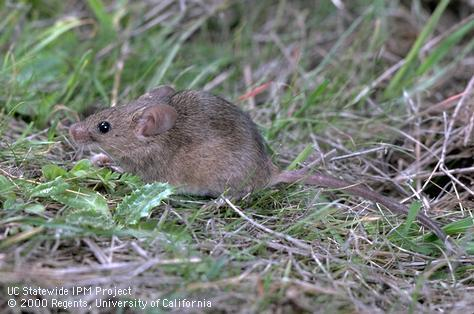 UC Statewide IPM Project
© 2000 Regents, University of California